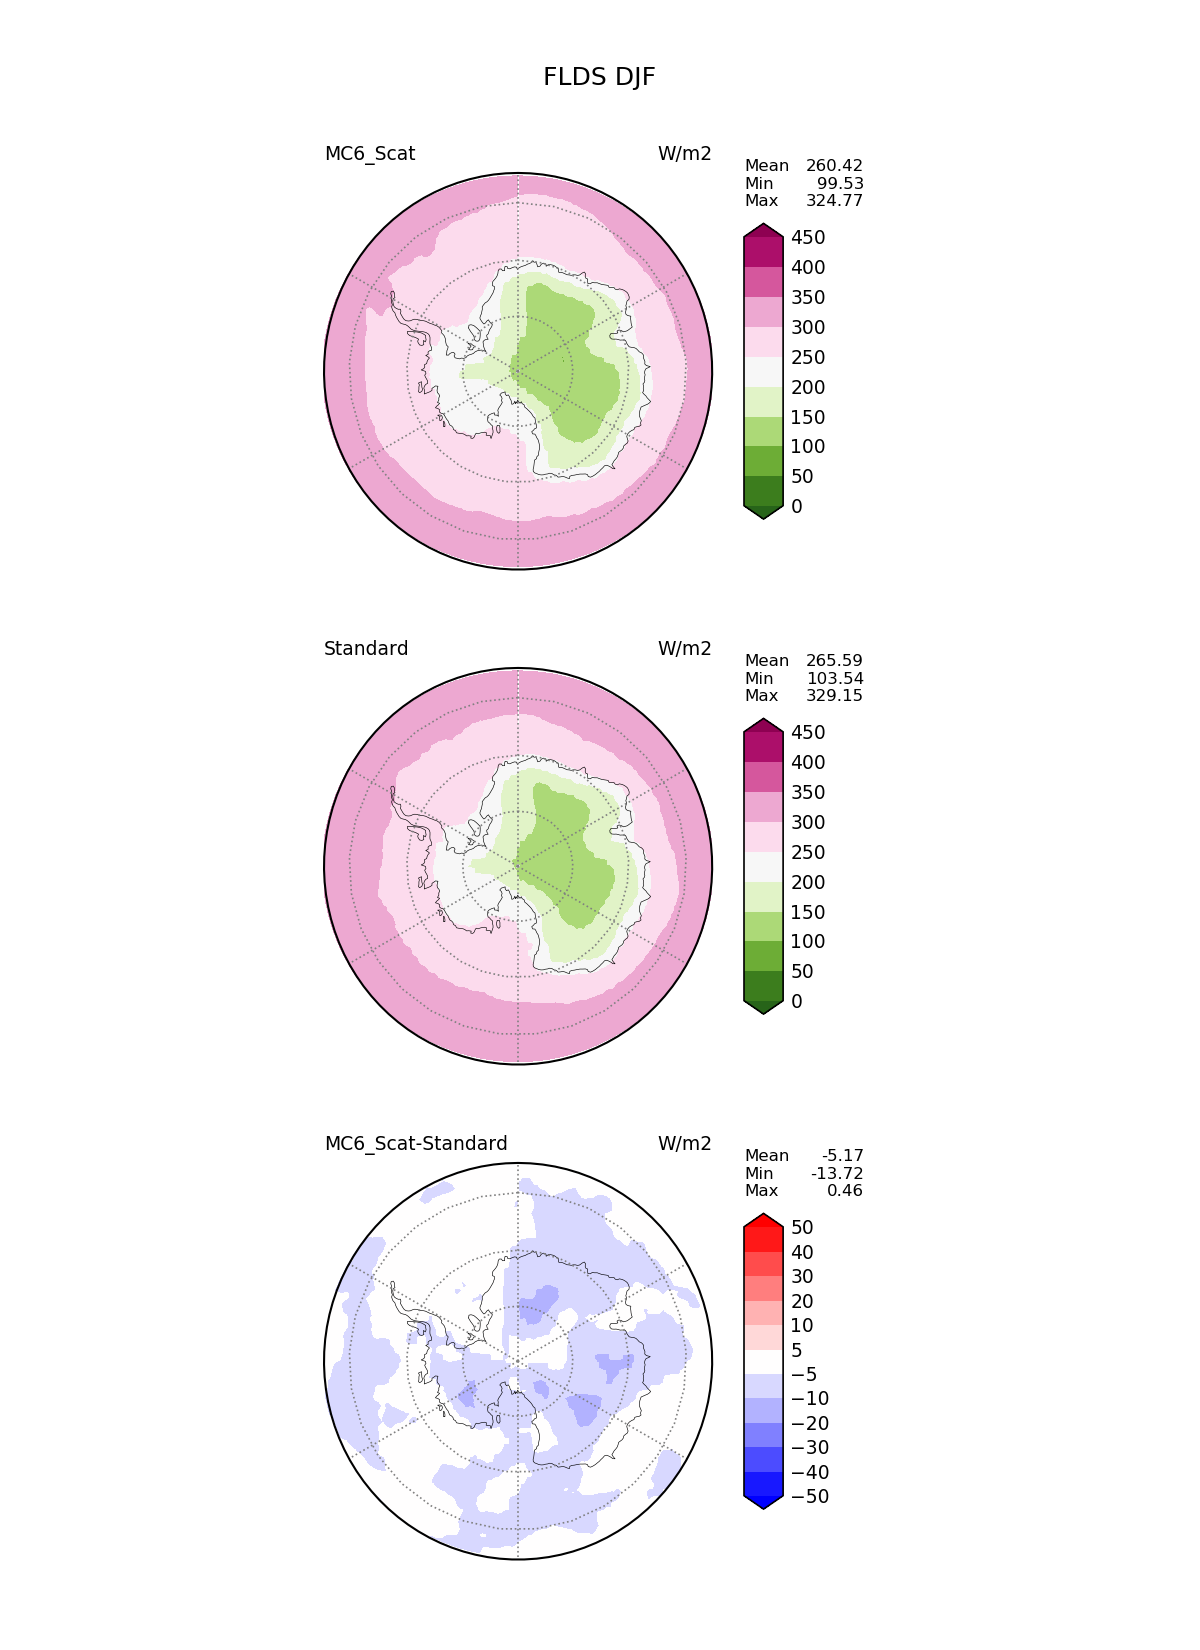 FLDS DJF
MC6_Scat W/m2
Mean 260.42
Min 99.53
Max 324.77
450
400
350
300
250
200
150
100
50
0
Standard W/m2
Mean 265.59
Min 103.54
Max 329.15
450
400
350
300
250
200
150
100
50
0
MC6_Scat-Standard W/m2
Mean -5.17
Min -13.72
Max 0.46
50
40
30
20
10
5
−5
−10
−20
−30
−40
−50